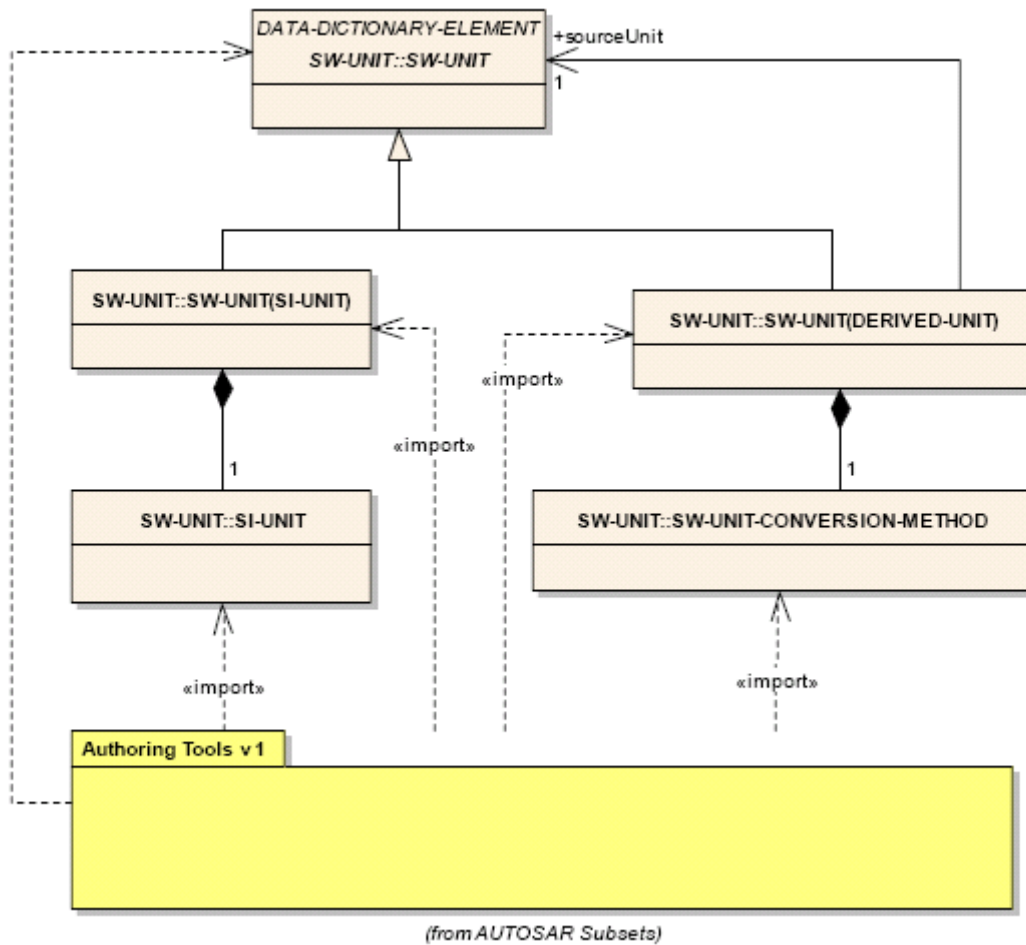 DATA-DICTIONARY-ELEMENT
SW-UNIT::SW-UNIT
+sourceUnit
1
SW-UNIT::SW-UNIT(SI-UNIT)
SW-UNIT::SW-UNIT(DERIVED-UNIT)
«import»
«import»
1
1
SW-UNIT::SI-UNIT
SW-UNIT::SW-UNIT-CONVERSION-METHOD
«import»
«import»
Authoring Tools v1
(from AUTOSAR Subsets)